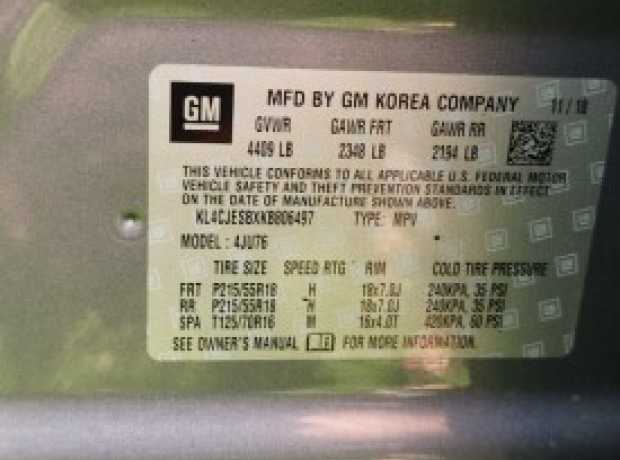 GM
MFD BY GM KOREA COMPANY 11/18
GVWR GAWR FRT GAWR RR
4409 LB 2348 LB 2194 LB
THIS VEHICLE CONFORMS TO ALL APPLICABLE U.S. FEDERAL MOTOR
VEHICLE SAFETY AND THEFT PREVENTION STANDARDS IN EFFECT
ON THE DATE OF MANUFACTURE SHOWN ABOVE.
KL4CJESBXKB806497 TYPE: MPV
MODEL: 4JU76
TIRE SIZE SPEED RTG RIM COLD TIRE PRESSURE
FRT P215/55R18 H 18x7.0J 240KPA, 35 PSI
RR P215/55R18 H 18x7.0J 240KPA, 35 PSI
SPA T125/70R16 M 16x4.0T 420KPA, 60 PSI
SEE OWNER'S MANUAL FOR MORE INFORMATION